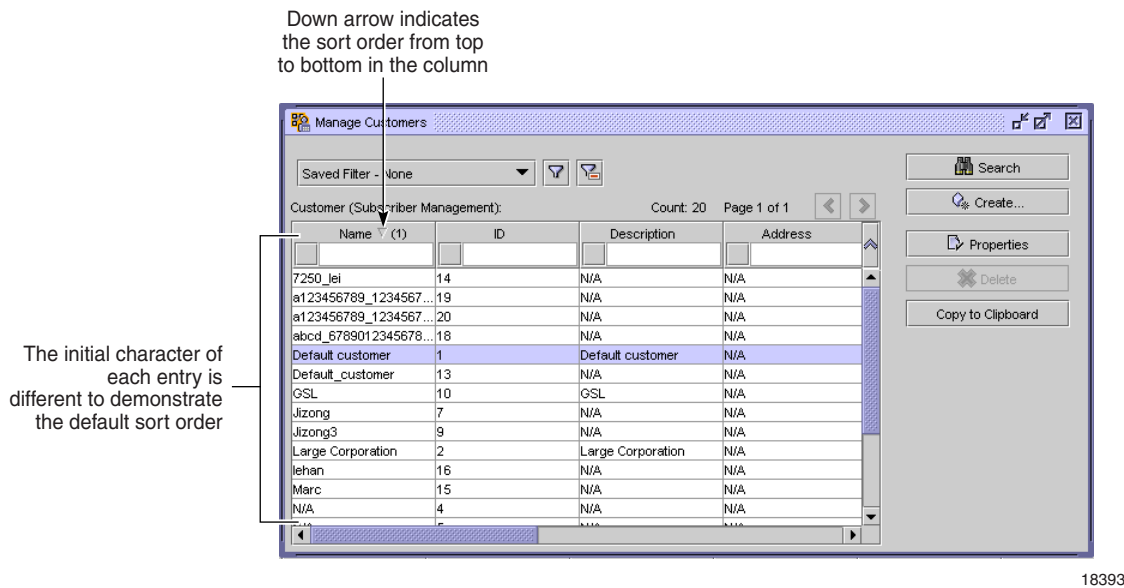 Down arrow indicates
the sort order from top
to bottom in the column
Manage Customers
Saved Filter - None
Search
Create...
Customer (Subscriber Management):
Count: 20 Page 1 of 1
Name (1) ID Description Address
Properties
Delete
Copy to Clipboard
7250_lei 14 N/A N/A
a123456789_1234567... 19 N/A N/A
a123456789_1234567... 20 N/A N/A
abcd_6789012345678... 18 N/A N/A
Default customer 1 Default customer N/A
Default_customer 13 N/A N/A
GSL 10 GSL N/A
Jizong 7 N/A N/A
Jizong3 9 N/A N/A
Large Corporation 2 Large Corporation N/A
lehan 16 N/A N/A
Marc 15 N/A N/A
N/A 4 N/A N/A
The initial character of
each entry is
different to demonstrate
the default sort order
18393